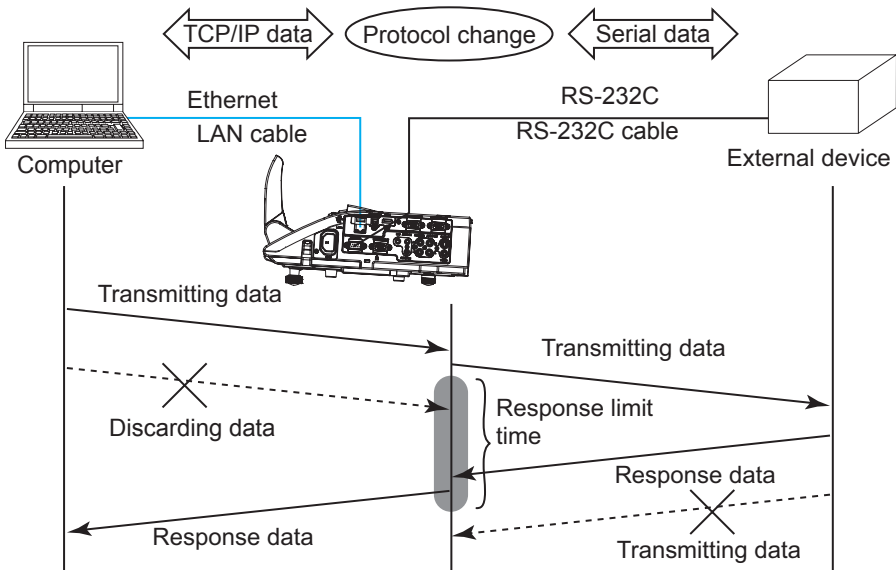 TCP/IP data
Protocol change
Serial data
Ethernet
LAN cable
RS-232C
RS-232C cable
Computer
External device
Transmitting data
Transmitting data
Discarding data
Response limit
time
Response data
Response data
Transmitting data